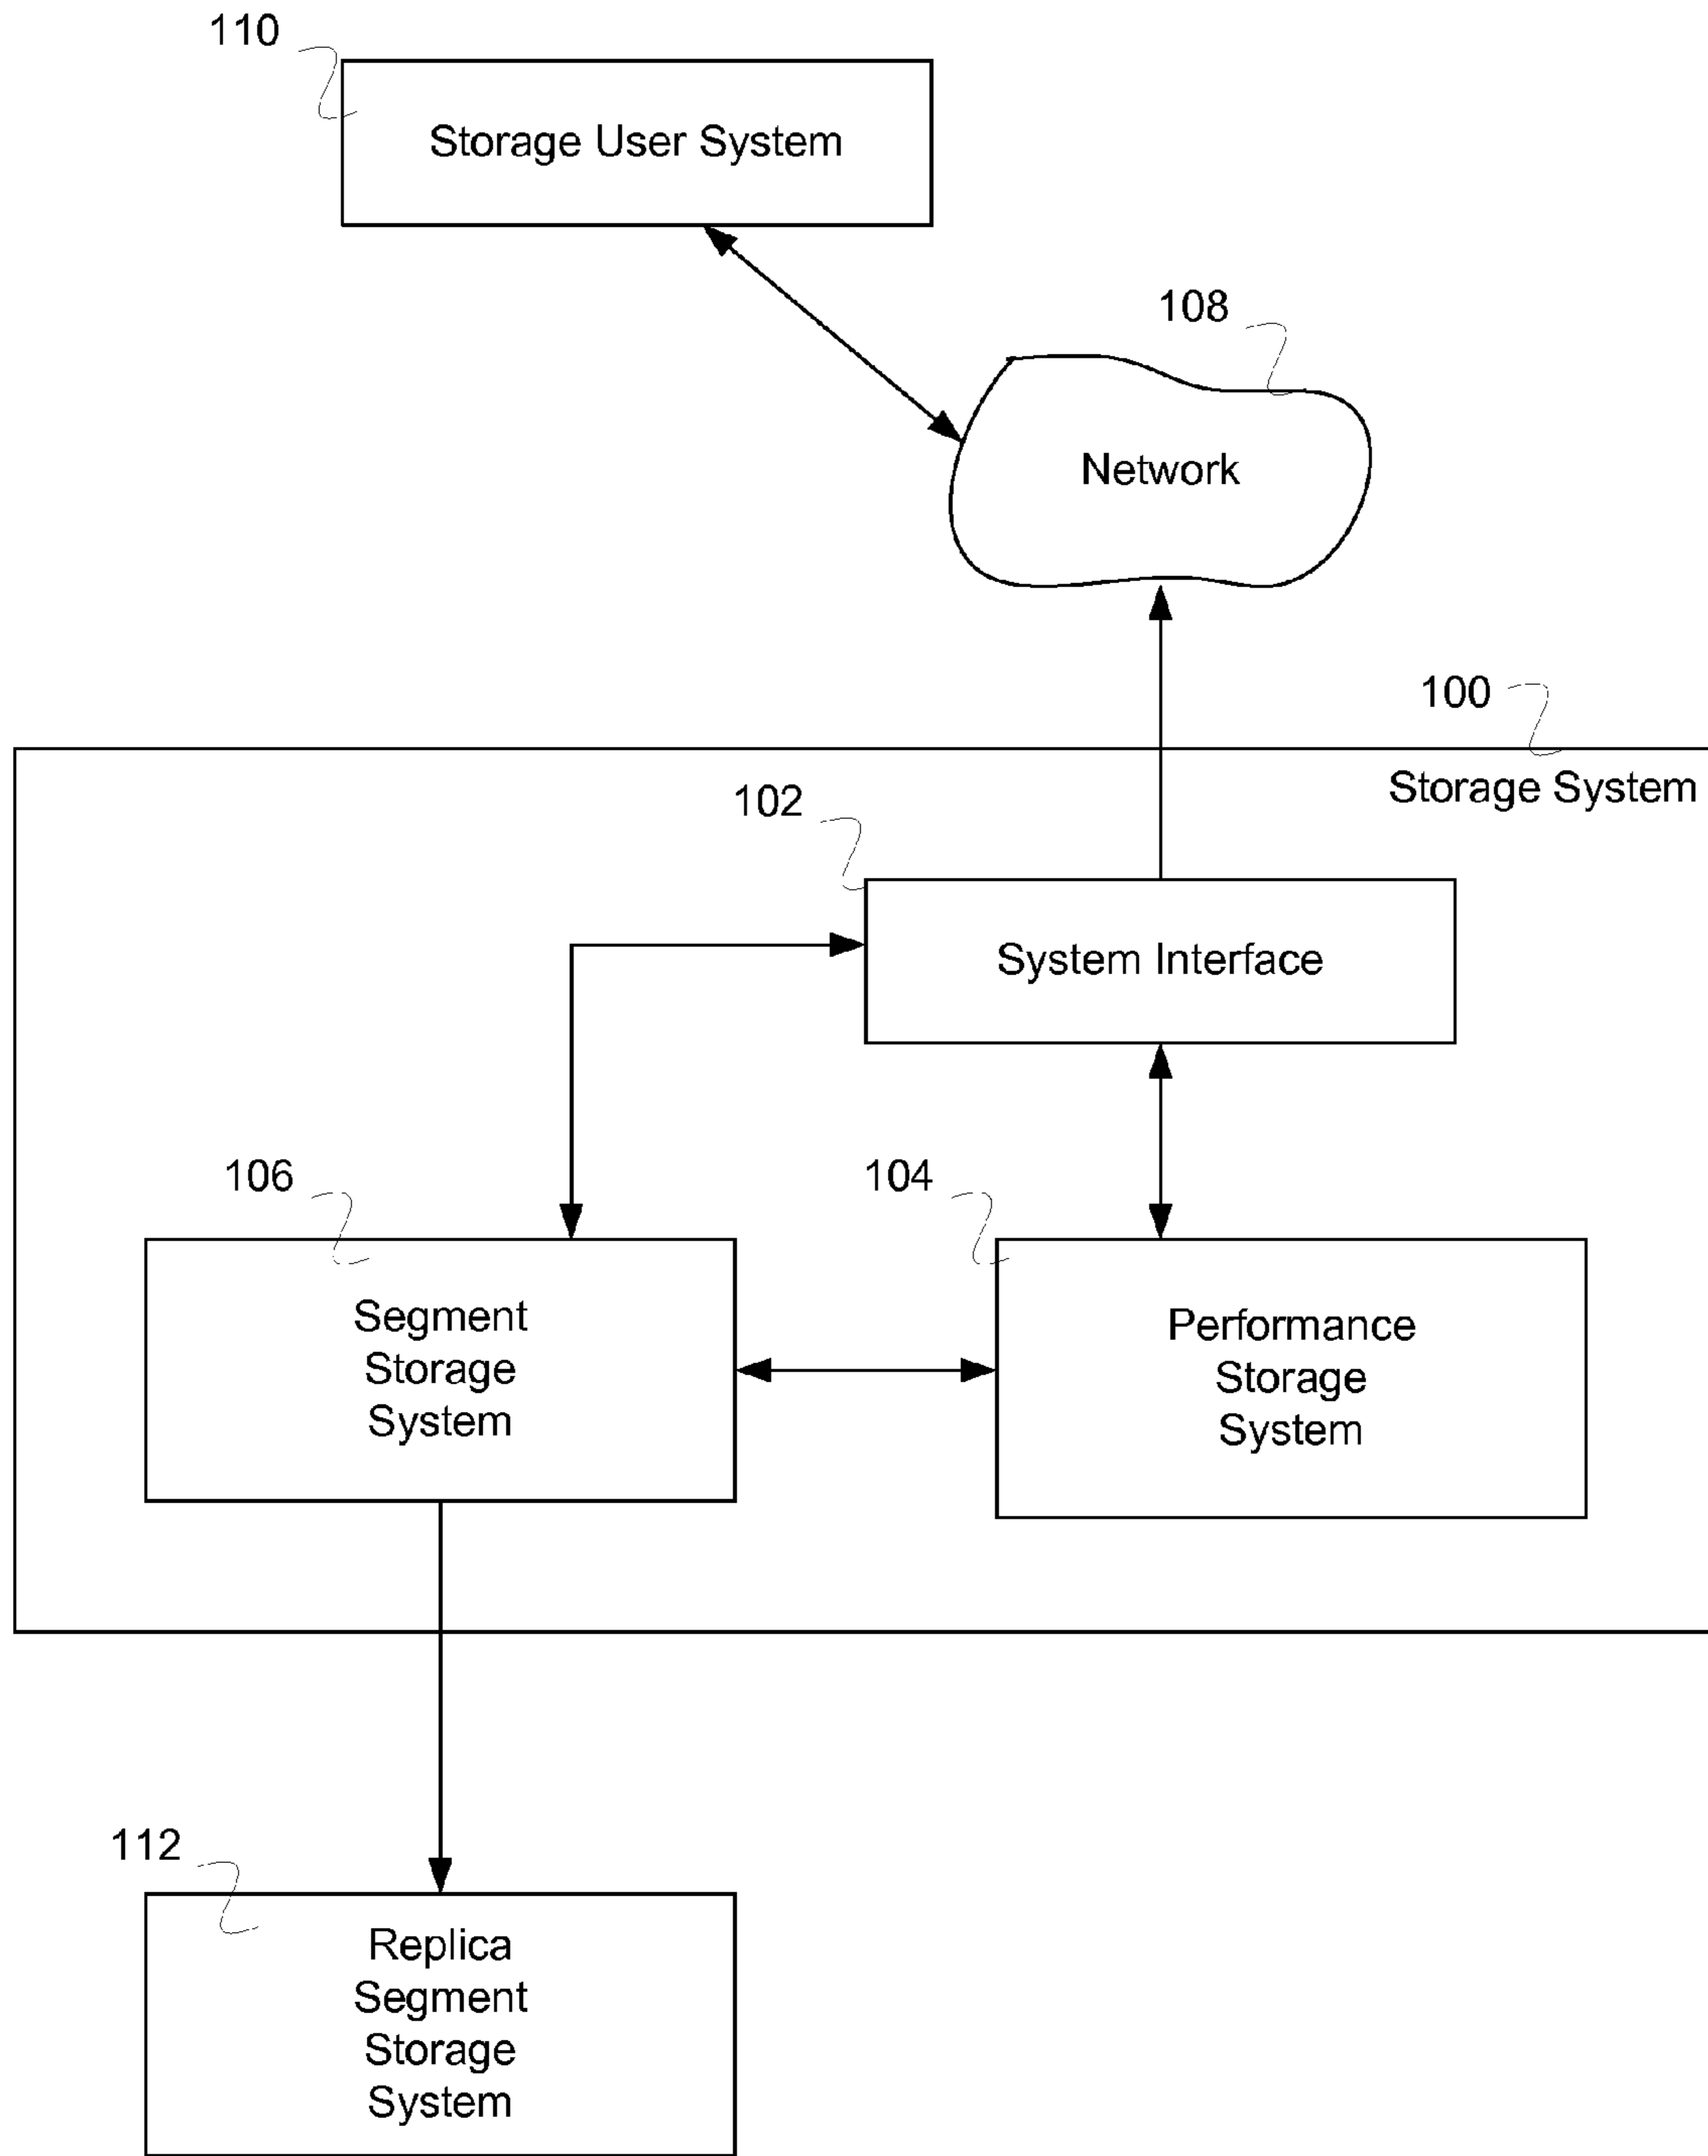 110
Storage User System
108
Network
100
Storage System
102
System Interface
106
104
Segment
Storage
System
Performance
Storage
System
112
Replica
Segment
Storage
System